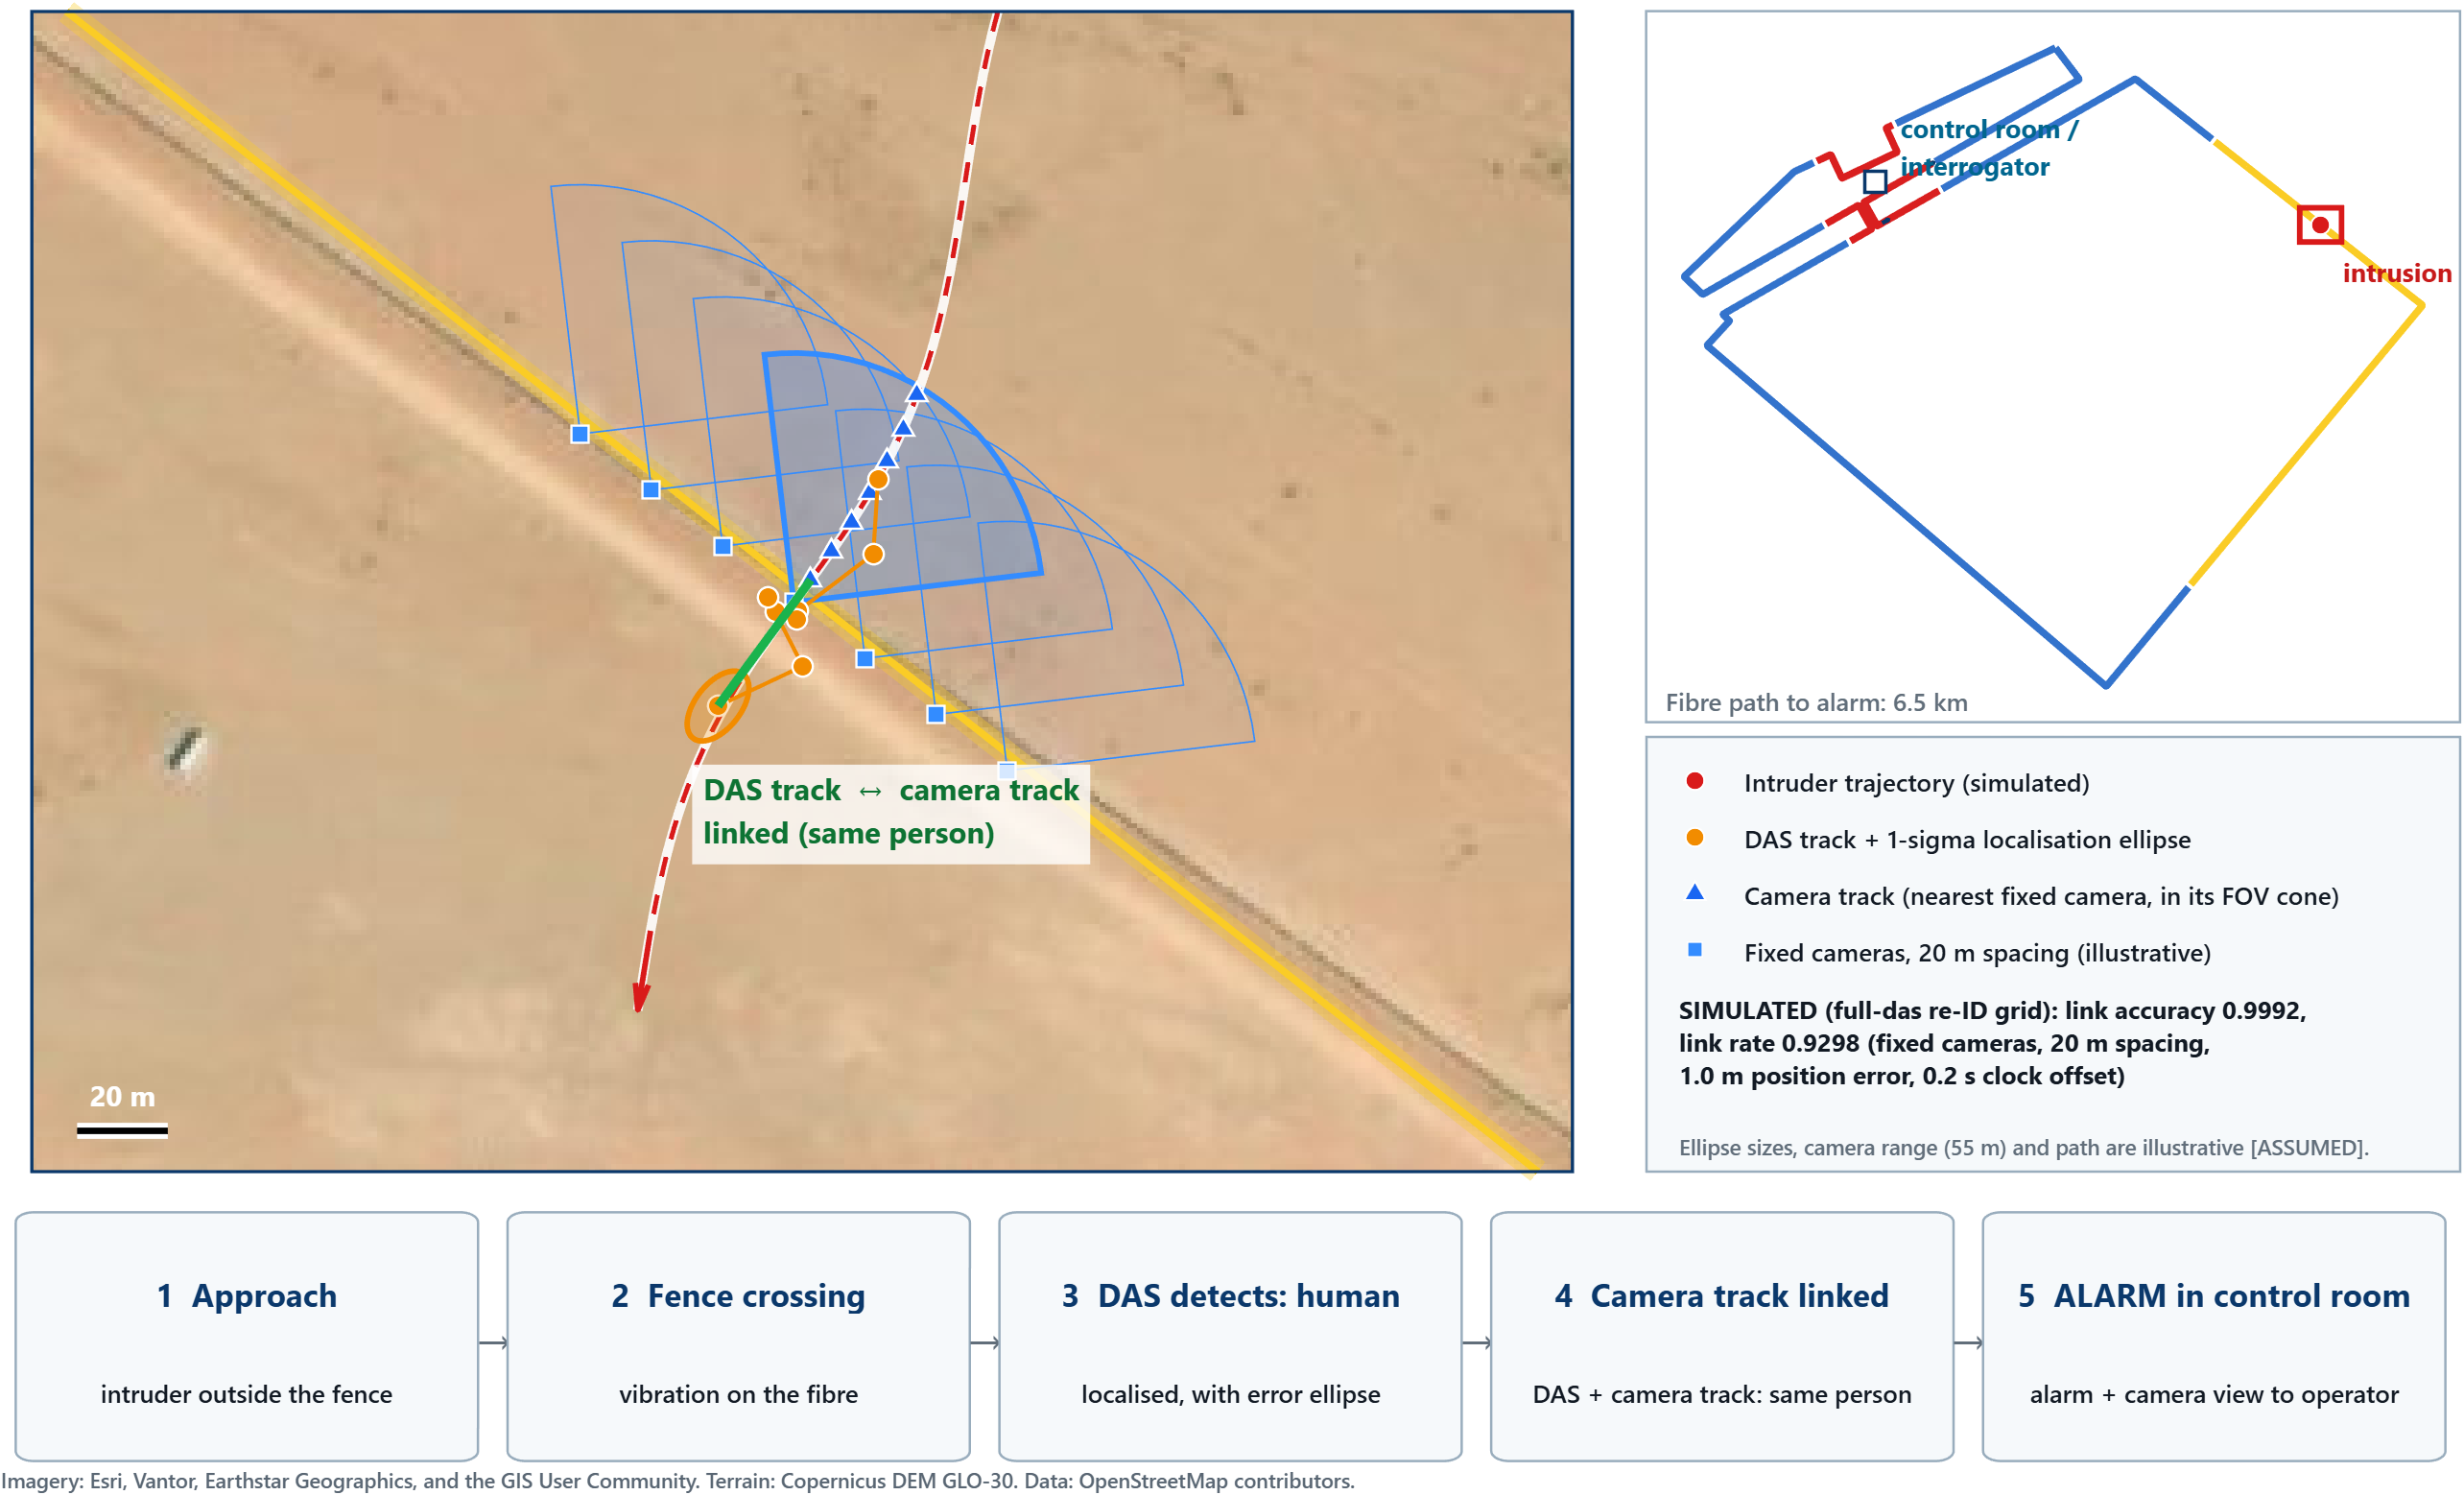 control room /
interrogator
intrusion
Fibre path to alarm: 6.5 km
DAS track ↔ camera track
linked (same person)
20 m
Intruder trajectory (simulated)
DAS track + 1-sigma localisation ellipse
Camera track (nearest fixed camera, in its FOV cone)
Fixed cameras, 20 m spacing (illustrative)
SIMULATED (full-das re-ID grid): link accuracy 0.9992,
link rate 0.9298 (fixed cameras, 20 m spacing,
1.0 m position error, 0.2 s clock offset)
Ellipse sizes, camera range (55 m) and path are illustrative [ASSUMED].
1 Approach
intruder outside the fence
2 Fence crossing
vibration on the fibre
3 DAS detects: human
localised, with error ellipse
4 Camera track linked
DAS + camera track: same person
5 ALARM in control room
alarm + camera view to operator
Imagery: Esri, Vantor, Earthstar Geographics, and the GIS User Community. Terrain: Copernicus DEM GLO-30. Data: OpenStreetMap contributors.